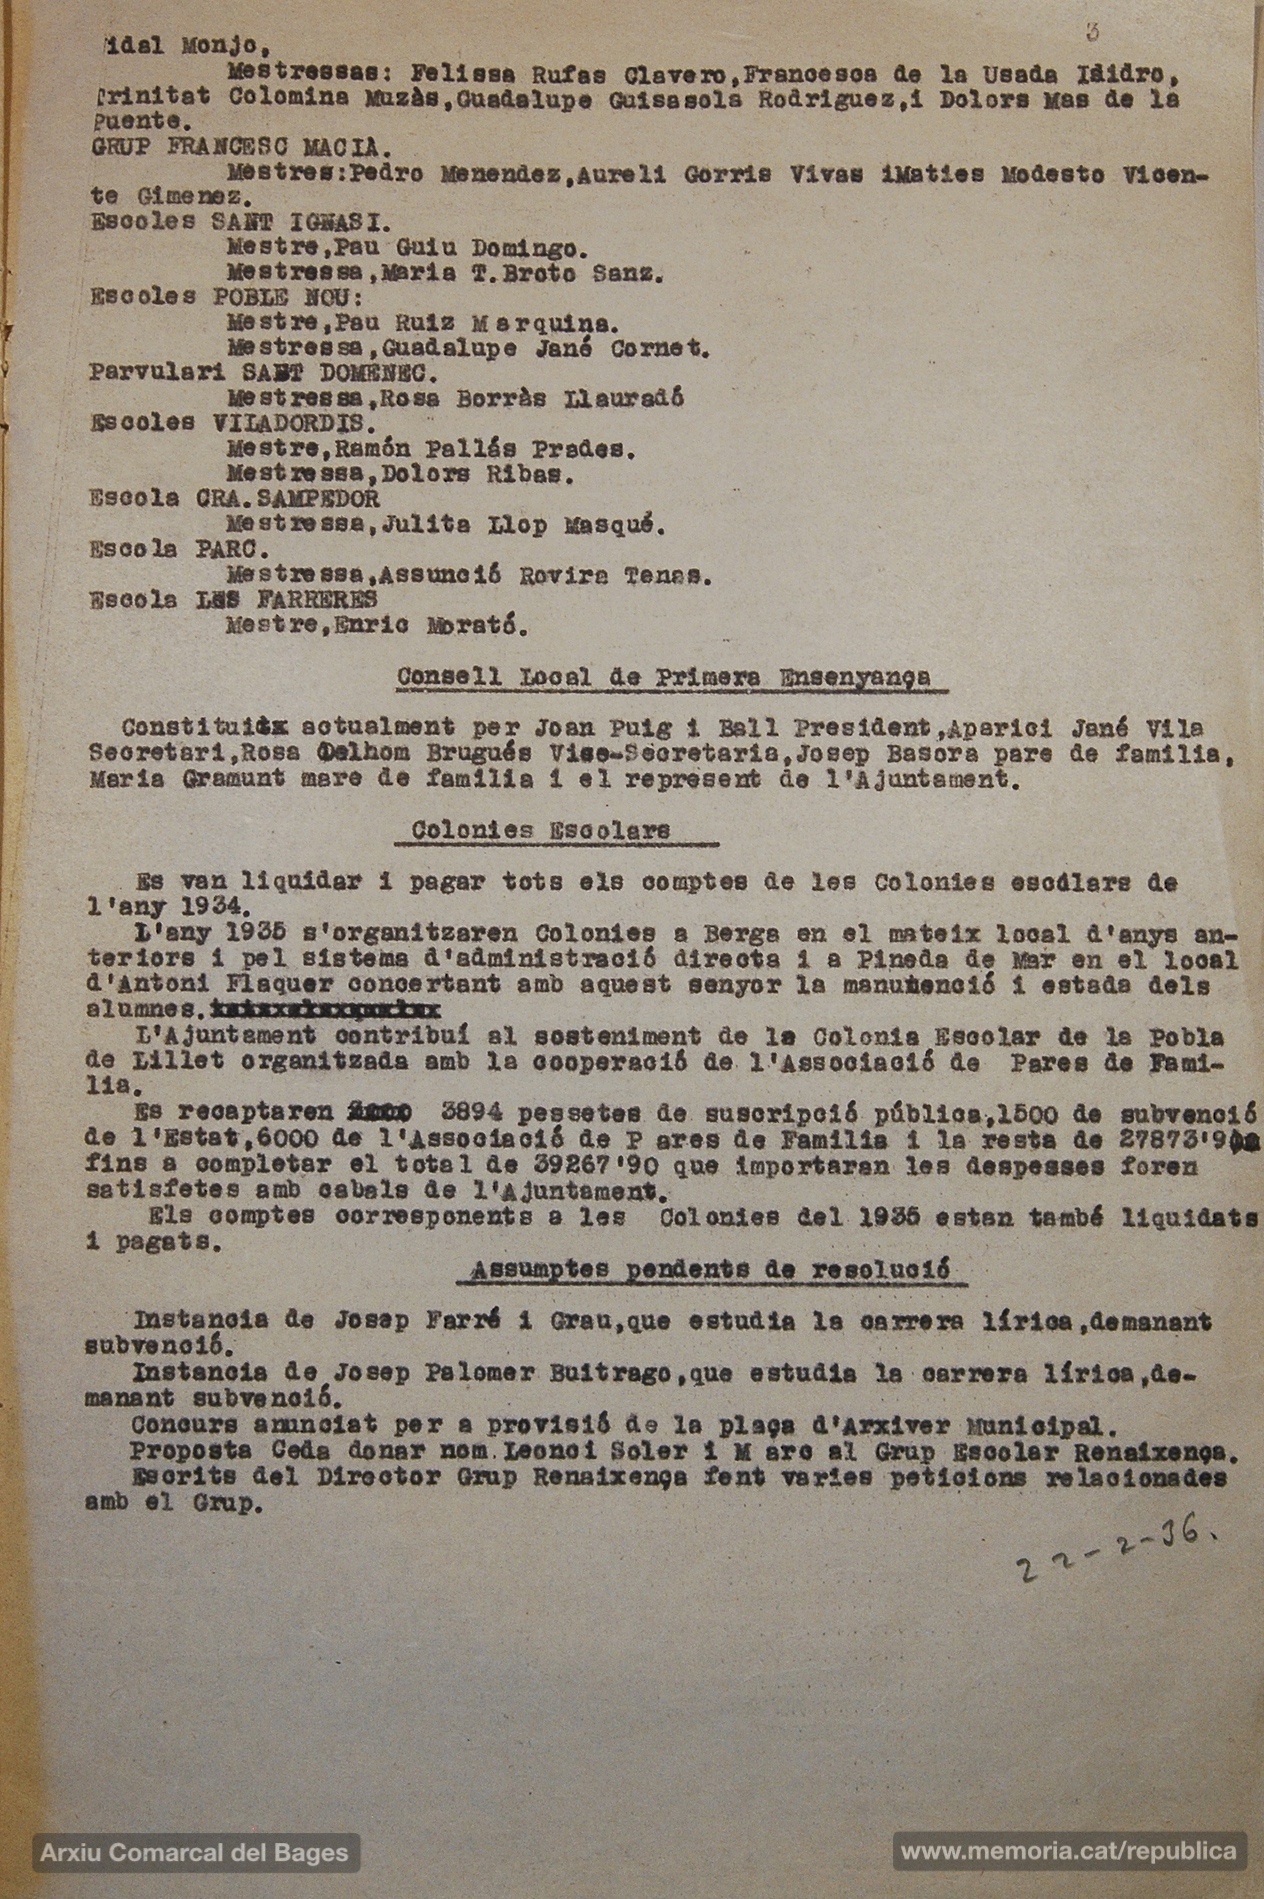 3
idal Monjo,
Mestressas: Felissa Rufas Clavero,Francesca de la Usada Isidro,
Trinitat Colomina Muzàs,Guadalupe Guisasola Rodriguez,i Dolors Mas de la
Puente.
GRUP FRANCESC MACIÀ.
Mestres:Pedro Menendez,Aureli Gorris Vivas iMaties Modesto Vicen-
te Gimenez.
Escoles SANT IGNASI.
Mestre,Pau Guiu Domingo.
Mestressa,Maria T.Broto Sanz.
Escoles POBLE NOU:
Mestre,Pau Ruiz Marquina.
Mestressa,Guadalupe Jané Cornet.
Parvulari SANT DOMENEC.
Mestressa,Rosa Borràs Llauradó
Escoles VILADORDIS.
Mestre,Ramón Pallás Prades.
Mestressa,Dolors Ribas.
Escola CRA.SAMPEDOR
Mestressa,Julita Llop Masqué.
Escola PARC.
Mestressa,Assunció Rovira Tenas.
Escola LES FARRERES
Mestre,Enric Morató.
Consell Local de Primera Ensenyança
Constituit actualment per Joan Puig i Ball President,Aparici Jané Vila
Secretari,Rosa Delhom Brugués Vise-Secretaria,Josep Basora pare de familia,
Maria Gramunt mare de familia i el represent de l'Ajuntament.
Colonies Escolars
Es van liquidar i pagar tots els comptes de les Colonies escolars de
l'any 1934.
L'any 1935 s'organitzaren Colonies a Berga en el mateix local d'anys an-
teriors i pel sistema d'administració directa i a Pineda de Mar en el local
d'Antoni Flaquer concertant amb aquest senyor la manutenció i estada dels
alumnes.
L'Ajuntament contribuí al sosteniment de la Colonia Escolar de la Pobla
de Lillet organitzada amb la cooperació de l'Associació de Pares de Fami-
lia.
Es recaptaren 3894 pessetes de suscripció pública,1500 de subvenció
de l'Estat,6000 de l'Associació de P ares de Familia i la resta de 27873'90
fins a completar el total de 39267'90 que importaran les despesses foren
satisfetes amb cabals de l'Ajuntament.
Els comptes corresponents a les Colonies del 1935 estan també liquidats
i pagats.
Assumptes pendents de resolució
Instancia de Josep Farré i Grau,que estudia la carrera lírica,demanant
subvenció.
Instancia de Josep Palomer Buitrago,que estudia la carrera lírica,de-
manant subvenció.
Concurs anunciat per a provisió de la plaça d'Arxiver Municipal.
Proposta Ceda donar nom Leonci Soler i M arc al Grup Escolar Renaixença.
Escrits del Director Grup Renaixença fent varies peticions relacionades
amb el Grup.
22-2-36.
Arxiu Comarcal del Bages
www.memoria.cat/republica